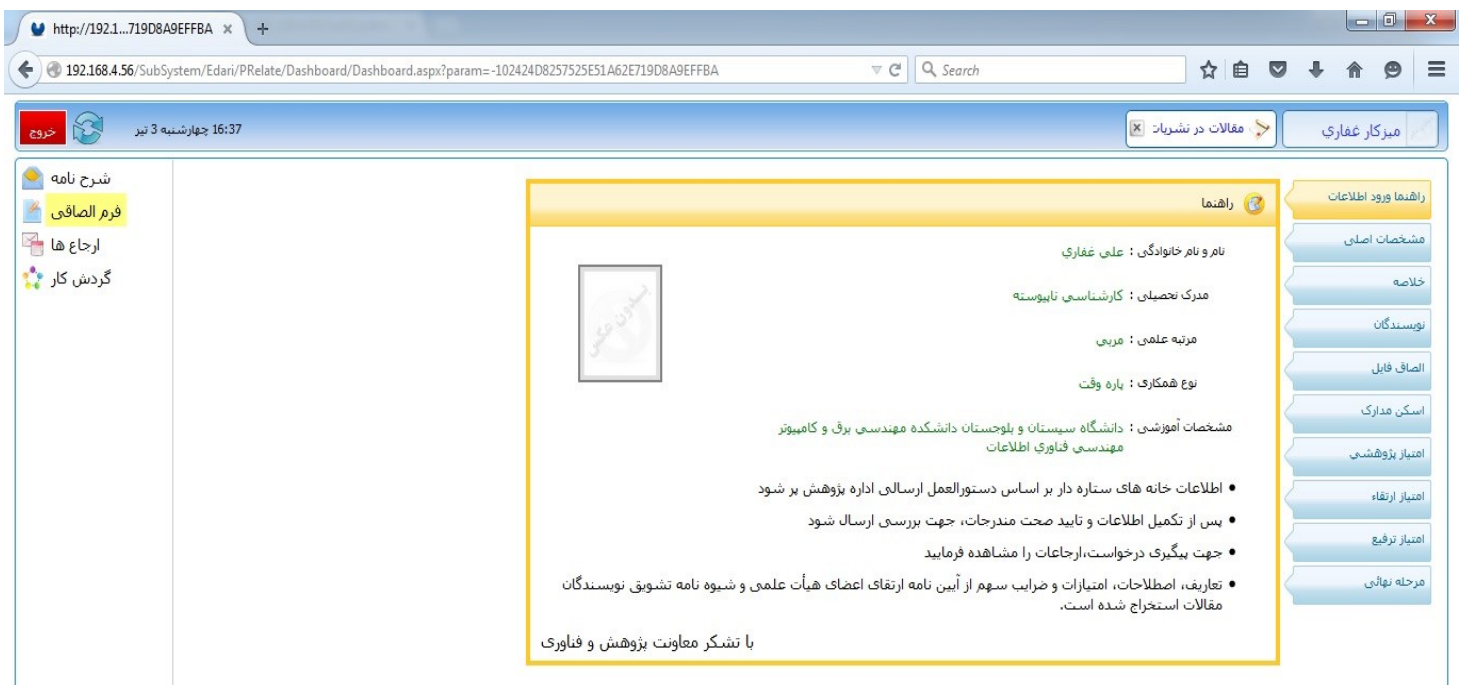 http://192.1...719D8A9EFFBA
192.168.4.56/SubSystem/Edari/PRelate/Dashboard/Dashboard.aspx?param=-102424D8257525E51A62E719D8A9EFFBA
Search
میزکار غفاري
مقالات در نشریات
16:37 چهارشنبه 3 تیر
خروج
راهنما ورود اطلاعات
مشخصات اصلی
خلاصه
نویسندگان
الصاق فایل
اسکن مدارک
امتیاز پژوهشی
امتیاز ارتقاء
امتیاز ترفیع
مرحله نهائی
راهنما
نام و نام خانوادگی : علي غفاري
مدرک تحصیلی : کارشناسي ناپیوسته
مرتبه علمی : مربي
نوع همکاری : پاره وقت
مشخصات آموزشی : دانشگاه سیستان و بلوچستان دانشکده مهندسي برق و کامپیوتر
مهندسي فناوري اطلاعات
بدون عکس
• اطلاعات خانه های ستاره دار بر اساس دستورالعمل ارسالی اداره پژوهش پر شود
• پس از تکمیل اطلاعات و تایید صحت مندرجات، جهت بررسی ارسال شود
• جهت پیگیری درخواست،ارجاعات را مشاهده فرمایید
• تعاریف، اصطلاحات، امتیازات و ضرایب سهم از آیین نامه ارتقای اعضای هیأت علمی و شیوه نامه تشویق نویسندگان
مقالات استخراج شده است.
با تشکر معاونت پژوهش و فناوری
شرح نامه
فرم الصاقی
ارجاع ها
گردش کار